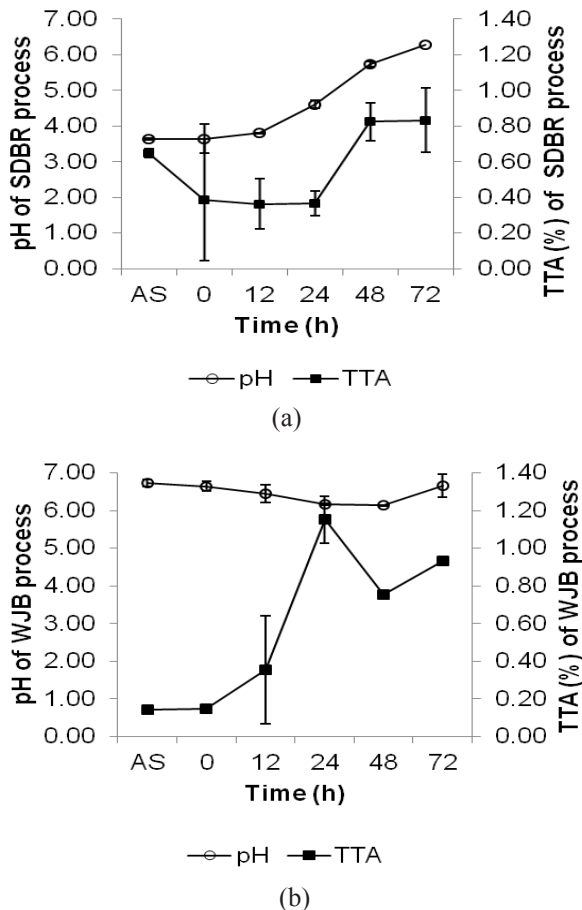 7.00 1.40
6.00 1.20
5.00 1.00
4.00 0.80
3.00 0.60
2.00 0.40
1.00 0.20
0.00 0.00
pH of SDBR process
TTA (%) of SDBR process
AS 0 12 24 48 72
Time (h)
pH TTA
(a)
7.00 1.40
6.00 1.20
5.00 1.00
4.00 0.80
3.00 0.60
2.00 0.40
1.00 0.20
0.00 0.00
pH of WJB process
TTA (%) of WJB process
AS 0 12 24 48 72
Time (h)
pH TTA
(b)